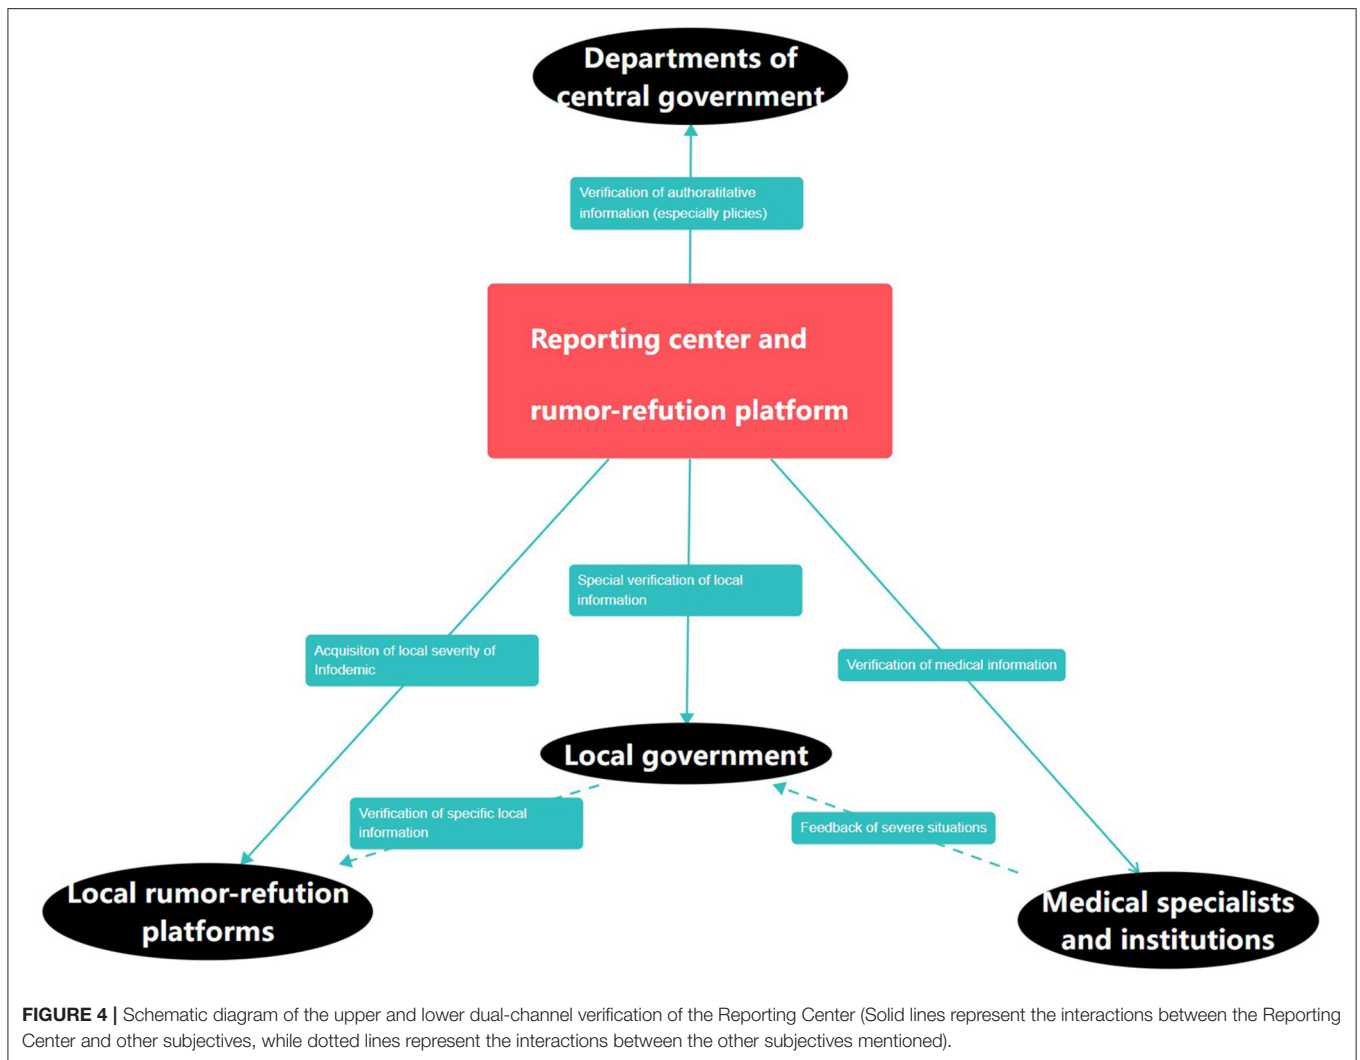 Departments of
central government
Verification of authoratitative
information (especially plicies)
Reporting center and
rumor-refution platform
Special verification of local
information
Acquisiton of local severity of
Infodemic
Verification of medical information
Local government
Verification of specific local
information
Feedback of severe situations
Local rumor-refution
platforms
Medical specialists
and institutions
FIGURE 4 | Schematic diagram of the upper and lower dual-channel verification of the Reporting Center (Solid lines represent the interactions between the Reporting
Center and other subjectives, while dotted lines represent the interactions between the other subjectives mentioned).